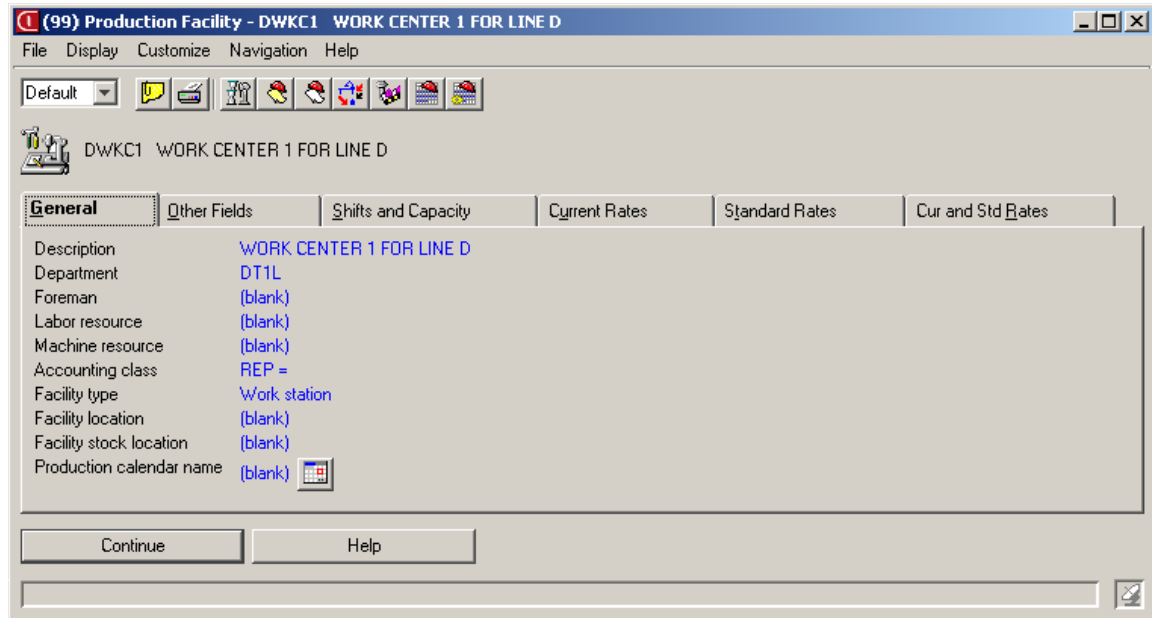 (99) Production Facility - DWKC1 WORK CENTER 1 FOR LINE D
File Display Customize Navigation Help
Default
DWKC1 WORK CENTER 1 FOR LINE D
General Other Fields Shifts and Capacity Current Rates Standard Rates Cur and Std Rates
Description WORK CENTER 1 FOR LINE D
Department DT1L
Foreman (blank)
Labor resource (blank)
Machine resource (blank)
Accounting class REP =
Facility type Work station
Facility location (blank)
Facility stock location (blank)
Production calendar name (blank)
Continue Help